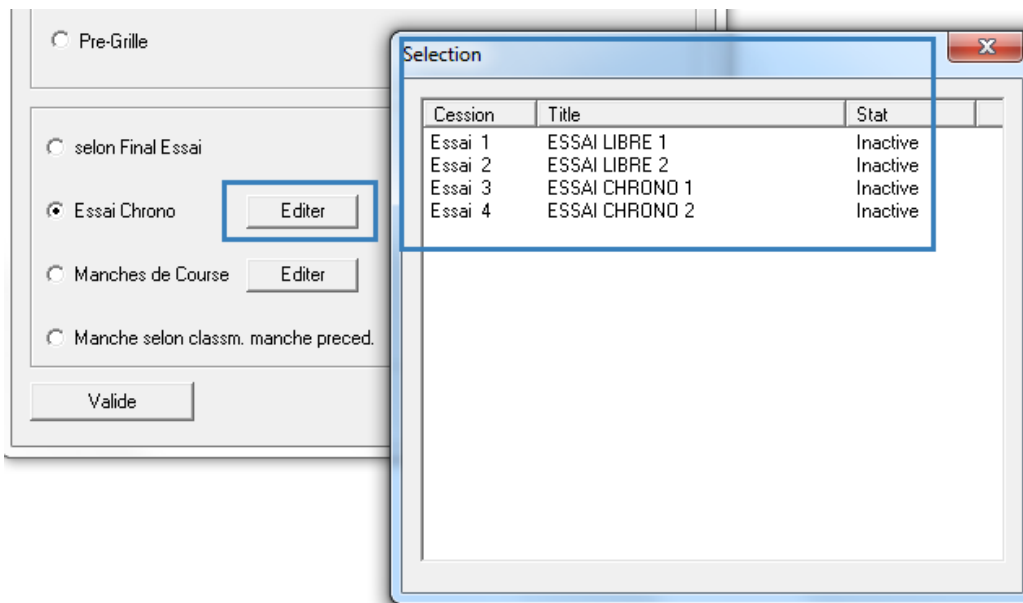 Pre-Grille
selon Final Essai
Essai Chrono Editer
Manches de Course Editer
Manche selon classm. manche preced.
Valide
Selection
Cession Title Stat
Essai 1 ESSAI LIBRE 1 Inactive
Essai 2 ESSAI LIBRE 2 Inactive
Essai 3 ESSAI CHRONO 1 Inactive
Essai 4 ESSAI CHRONO 2 Inactive